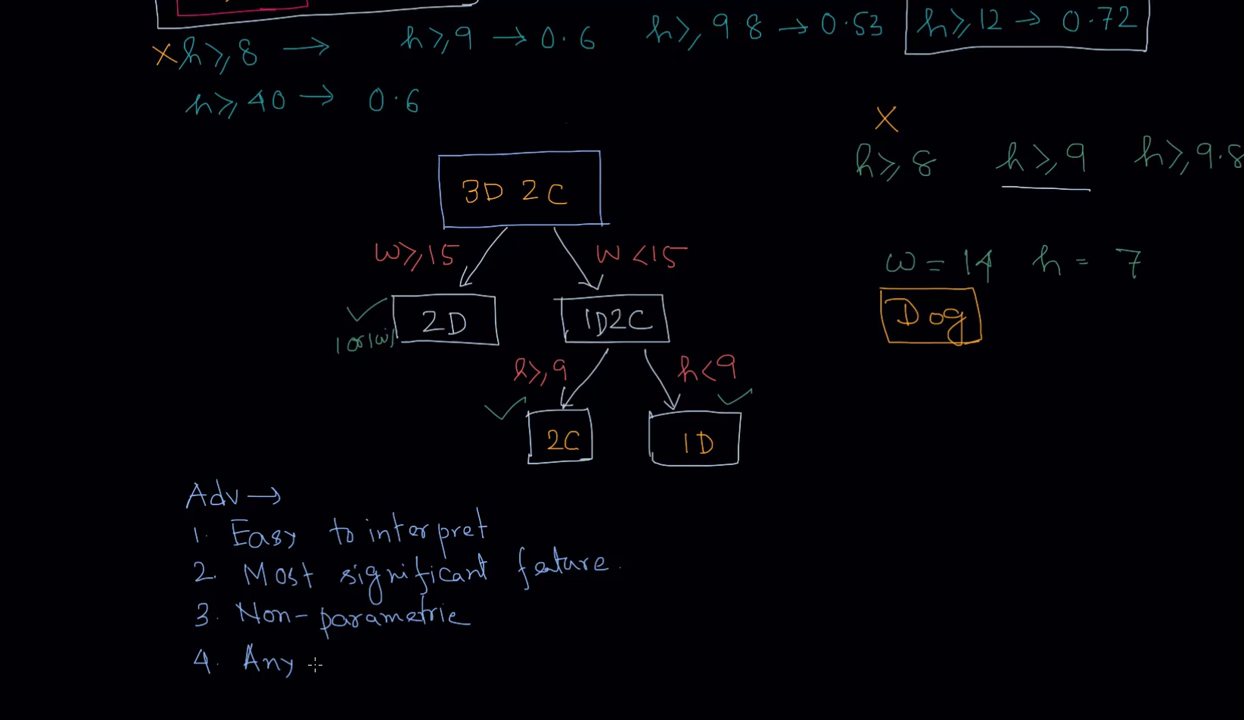 ×h≥8 → h≥9 → 0.6 h≥9.8 → 0.53 h≥12 → 0.72
h≥40 → 0.6
×
h≥8 h≥9 h≥9.8
3D 2C
w≥15 w<15
w=14 h=7
2D 1D2C
Dog
h≥9 h<9
2C 1D
Adv →
1. Easy to interpret
2. Most significant feature.
3. Non-parametric
4. Any